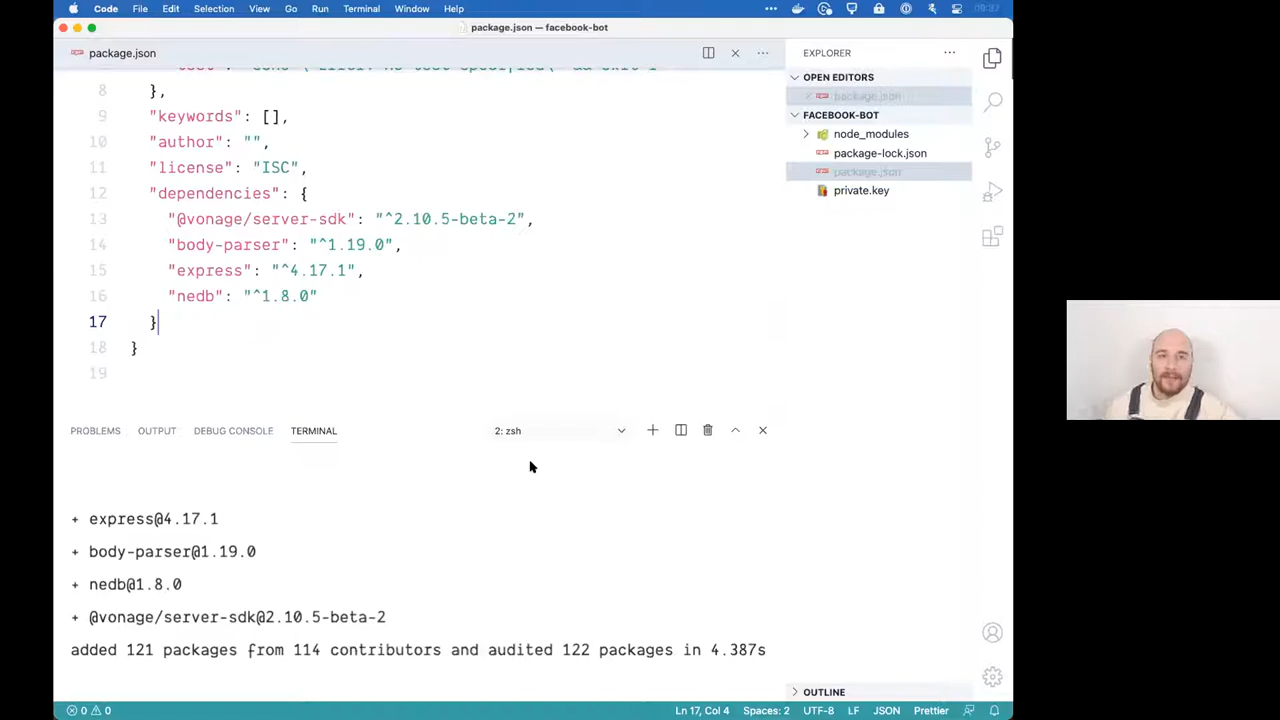 Code File Edit Selection View Go Run Terminal Window Help
09:37
package.json — facebook-bot
package.json
EXPLORER
OPEN EDITORS
package.json
FACEBOOK-BOT
node_modules
package-lock.json
package.json
private.key
8 },
9 "keywords": [],
10 "author": "",
11 "license": "ISC",
12 "dependencies": {
13 "@vonage/server-sdk": "^2.10.5-beta-2",
14 "body-parser": "^1.19.0",
15 "express": "^4.17.1",
16 "nedb": "^1.8.0"
17 }
18 }
19
PROBLEMS OUTPUT DEBUG CONSOLE TERMINAL 2: zsh
+ express@4.17.1
+ body-parser@1.19.0
+ nedb@1.8.0
+ @vonage/server-sdk@2.10.5-beta-2
added 121 packages from 114 contributors and audited 122 packages in 4.387s
OUTLINE
0 0 Ln 17, Col 4 Spaces: 2 UTF-8 LF JSON Prettier